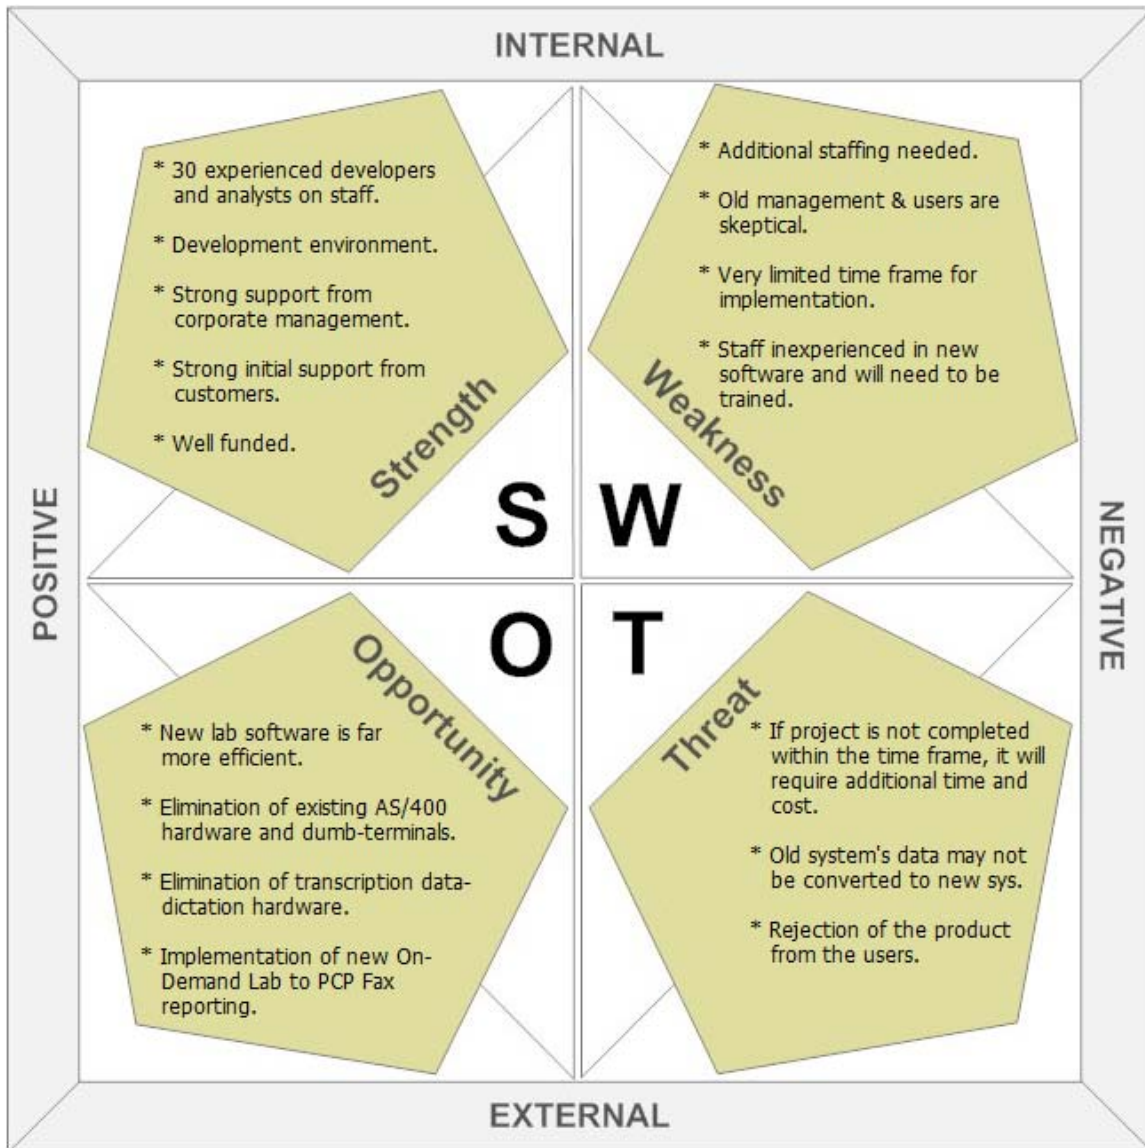 INTERNAL
POSITIVE
NEGATIVE
* 30 experienced developers
and analysts on staff.
* Development environment.
* Strong support from
corporate management.
* Strong initial support from
customers.
* Well funded.
Strength
S
* Additional staffing needed.
* Old management & users are
skeptical.
* Very limited time frame for
implementation.
* Staff inexperienced in new
software and will need to be
trained.
Weakness
W
O
Opportunity
* New lab software is far
more efficient.
* Elimination of existing AS/400
hardware and dumb-terminals.
* Elimination of transcription data-
dictation hardware.
* Implementation of new On-
Demand Lab to PCP Fax
reporting.
T
Threat
* If project is not completed
within the time frame, it will
require additional time and
cost.
* Old system's data may not
be converted to new sys.
* Rejection of the product
from the users.
EXTERNAL